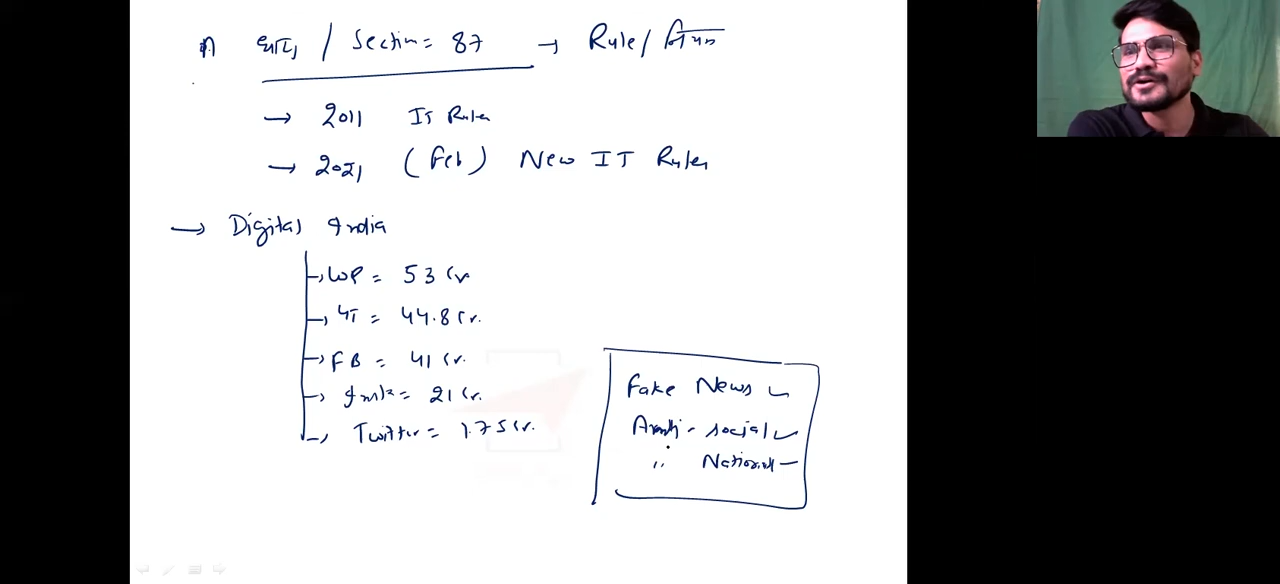 धारा / Section = 87 → Rule / नियम
→ 2011 IT Rules
→ 2021 (Feb) New IT Rules
→ Digital India
→ WP = 53 Cr
→ YT = 44.8 Cr.
→ FB = 41 Cr.
→ Insta = 21 Cr.
→ Twitter = 1.75 Cr.
Fake News
Anti - social
" National